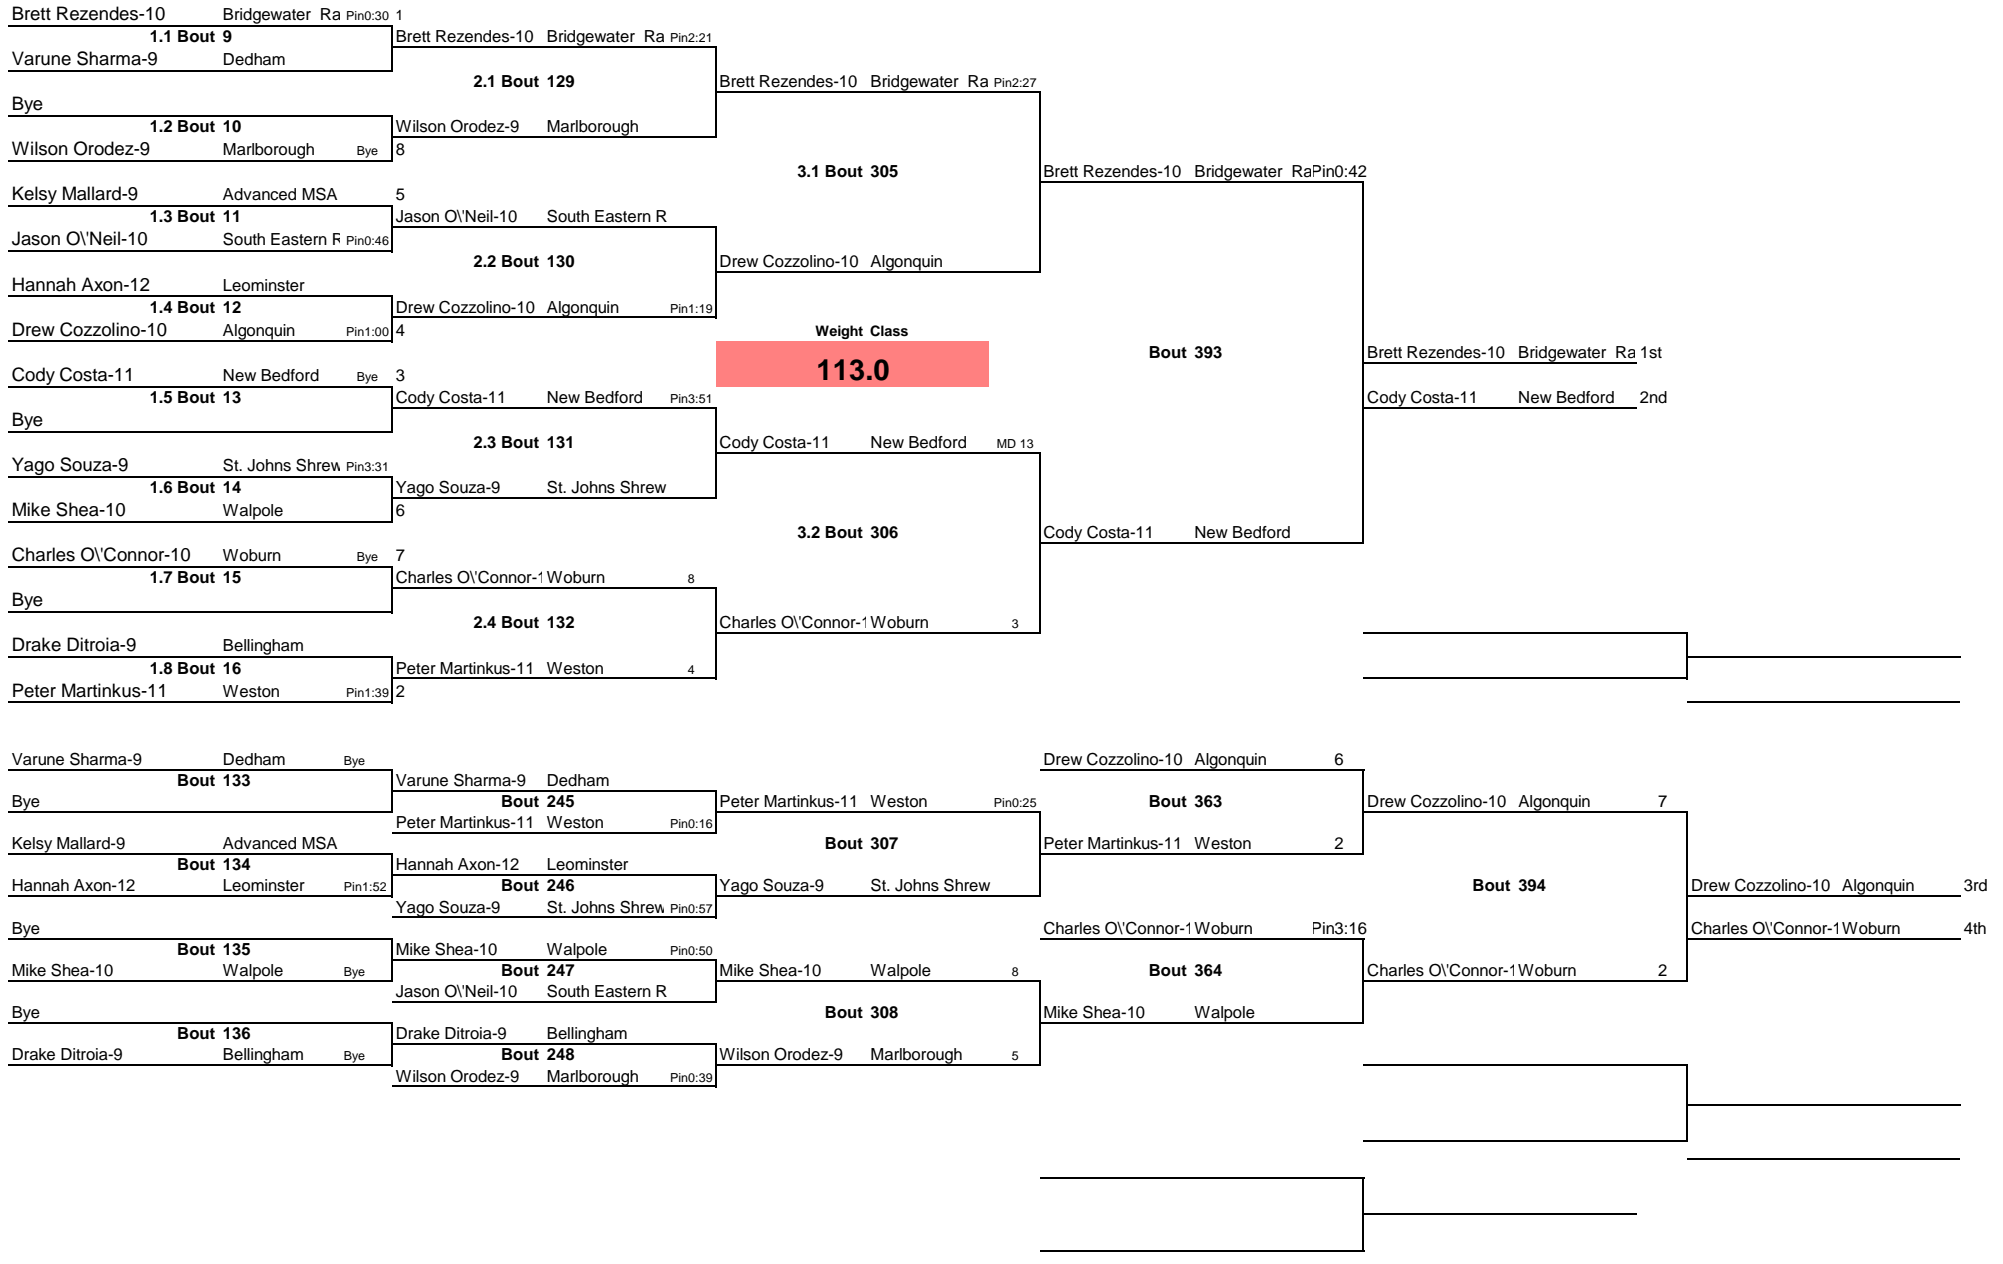 Brett Rezendes-10 Bridgewater Ra Pin0:30 1
1.1 Bout 9 Brett Rezendes-10 Bridgewater Ra Pin2:21
Varune Sharma-9 Dedham
2.1 Bout 129 Brett Rezendes-10 Bridgewater Ra Pin2:27
Bye
1.2 Bout 10 Wilson Orodez-9 Marlborough
Wilson Orodez-9 Marlborough Bye 8
3.1 Bout 305 Brett Rezendes-10 Bridgewater Ra Pin0:42
Kelsy Mallard-9 Advanced MSA 5
1.3 Bout 11 Jason O\'Neil-10 South Eastern R
Jason O\'Neil-10 South Eastern R Pin0:46
2.2 Bout 130 Drew Cozzolino-10 Algonquin
Hannah Axon-12 Leominster
1.4 Bout 12 Drew Cozzolino-10 Algonquin Pin1:19
Drew Cozzolino-10 Algonquin Pin1:00 4 Weight Class
Bout 393 Brett Rezendes-10 Bridgewater Ra 1st
Cody Costa-11 New Bedford Bye 3 113.0
1.5 Bout 13 Cody Costa-11 New Bedford Pin3:51 Cody Costa-11 New Bedford 2nd
Bye
2.3 Bout 131 Cody Costa-11 New Bedford MD 13
Yago Souza-9 St. Johns Shrew Pin3:31
1.6 Bout 14 Yago Souza-9 St. Johns Shrew
Mike Shea-10 Walpole 6
3.2 Bout 306 Cody Costa-11 New Bedford
Charles O\'Connor-10 Woburn Bye 7
1.7 Bout 15 Charles O\'Connor-1 Woburn 8
Bye
2.4 Bout 132 Charles O\'Connor-1 Woburn 3
Drake Ditroia-9 Bellingham
1.8 Bout 16 Peter Martinkus-11 Weston 4
Peter Martinkus-11 Weston Pin1:39 2
Varune Sharma-9 Dedham Bye Drew Cozzolino-10 Algonquin 6
Bout 133 Varune Sharma-9 Dedham
Bye Bout 245 Peter Martinkus-11 Weston Pin0:25 Bout 363 Drew Cozzolino-10 Algonquin 7
Peter Martinkus-11 Weston Pin0:16
Kelsy Mallard-9 Advanced MSA Bout 307 Peter Martinkus-11 Weston 2
Bout 134 Hannah Axon-12 Leominster
Hannah Axon-12 Leominster Pin1:52 Bout 246 Yago Souza-9 St. Johns Shrew Bout 394 Drew Cozzolino-10 Algonquin 3rd
Yago Souza-9 St. Johns Shrew Pin0:57
Bye Charles O\'Connor-1 Woburn Pin3:16 Charles O\'Connor-1 Woburn 4th
Bout 135 Mike Shea-10 Walpole Pin0:50
Mike Shea-10 Walpole Bye Bout 247 Mike Shea-10 Walpole 8 Bout 364 Charles O\'Connor-1 Woburn 2
Jason O\'Neil-10 South Eastern R
Bye Bout 308 Mike Shea-10 Walpole
Bout 136 Drake Ditroia-9 Bellingham
Drake Ditroia-9 Bellingham Bye Bout 248 Wilson Orodez-9 Marlborough 5
Wilson Orodez-9 Marlborough Pin0:39